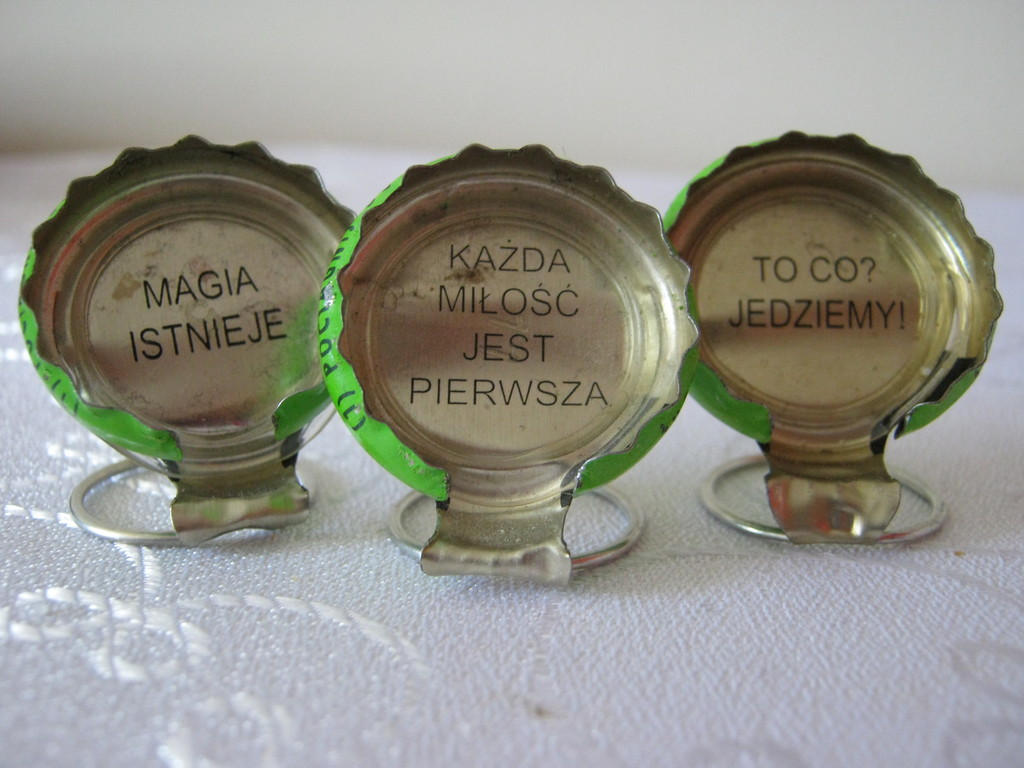 MAGIA
ISTNIEJE
KAŻDA
MIŁOŚĆ
JEST
PIERWSZA
TO CO?
JEDZIEMY!